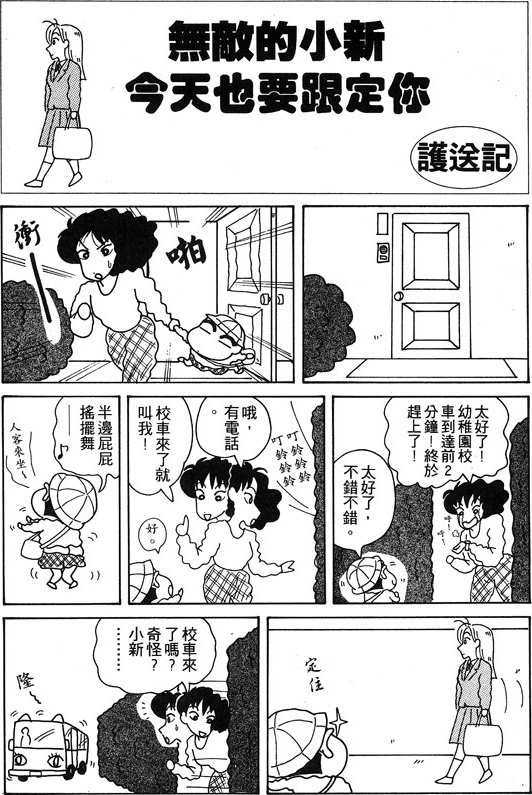 無敵的小新
今天也要跟定你
護送記
啪
衝
太好了！
幼稚園校
車到達前2
分鐘！終於
趕上了！
呼！
呼！
太好了，
不錯不錯。
叮鈴鈴鈴
叮鈴鈴鈴
哦，
有電話
。
校車來了就
叫我！
好。
半邊屁屁
搖擺舞
——♪
人客來坐～
定住
校車來
了嗎？
奇怪？
小新
………
隆～